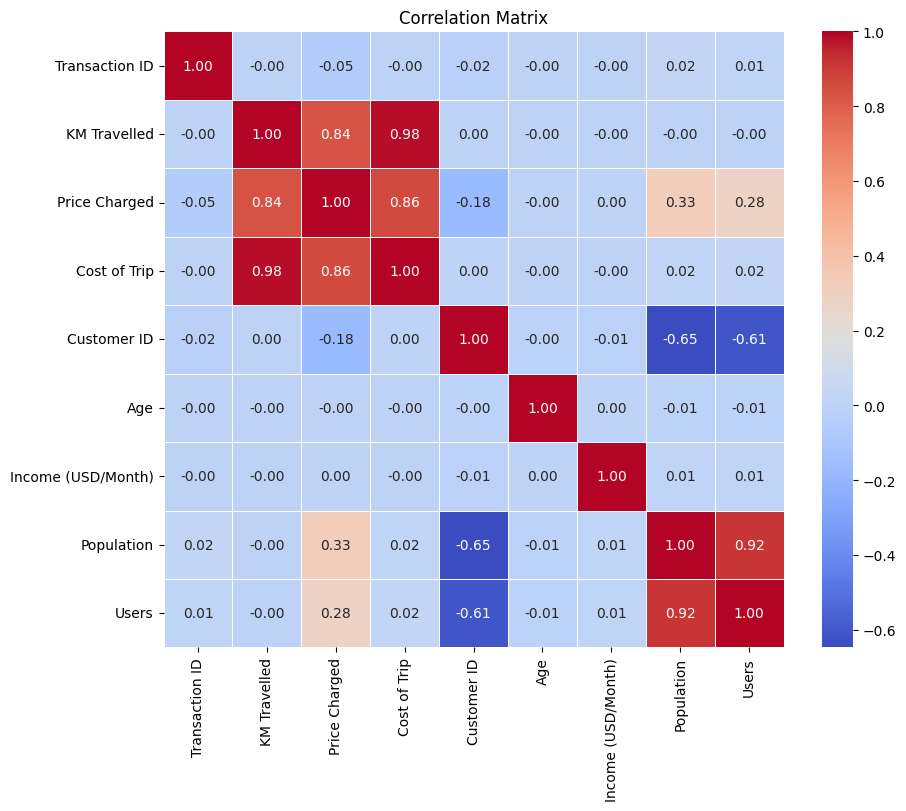 Correlation Matrix
Transaction ID 1.00 -0.00 -0.05 -0.00 -0.02 -0.00 -0.00 0.02 0.01
KM Travelled -0.00 1.00 0.84 0.98 0.00 -0.00 -0.00 -0.00 -0.00
Price Charged -0.05 0.84 1.00 0.86 -0.18 -0.00 0.00 0.33 0.28
Cost of Trip -0.00 0.98 0.86 1.00 0.00 -0.00 -0.00 0.02 0.02
Customer ID -0.02 0.00 -0.18 0.00 1.00 -0.00 -0.01 -0.65 -0.61
Age -0.00 -0.00 -0.00 -0.00 -0.00 1.00 0.00 -0.01 -0.01
Income (USD/Month) -0.00 -0.00 0.00 -0.00 -0.01 0.00 1.00 0.01 0.01
Population 0.02 -0.00 0.33 0.02 -0.65 -0.01 0.01 1.00 0.92
Users 0.01 -0.00 0.28 0.02 -0.61 -0.01 0.01 0.92 1.00
Transaction ID
KM Travelled
Price Charged
Cost of Trip
Customer ID
Age
Income (USD/Month)
Population
Users
1.0
0.8
0.6
0.4
0.2
0.0
−0.2
−0.4
−0.6